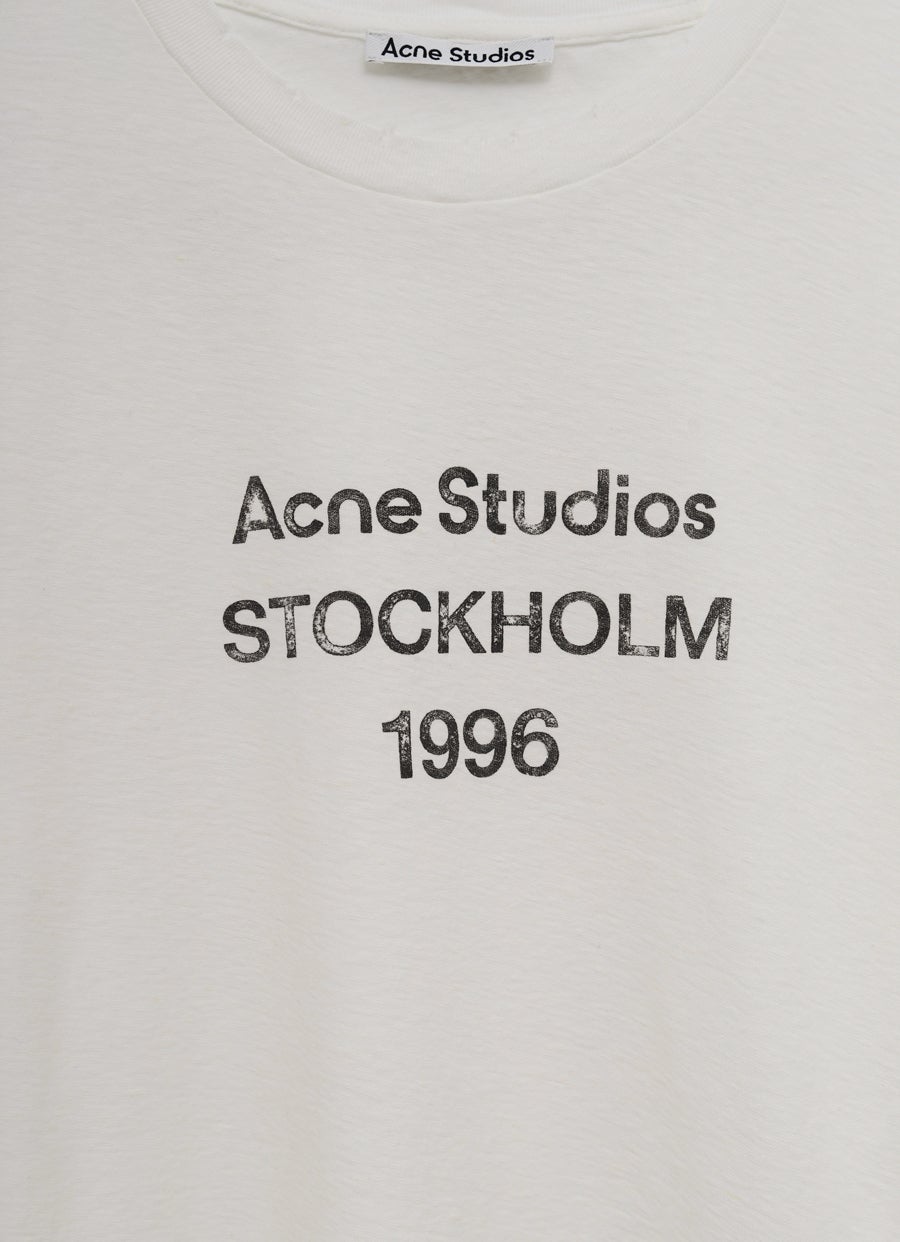 Acne Studios
Acne Studios
STOCKHOLM
1996